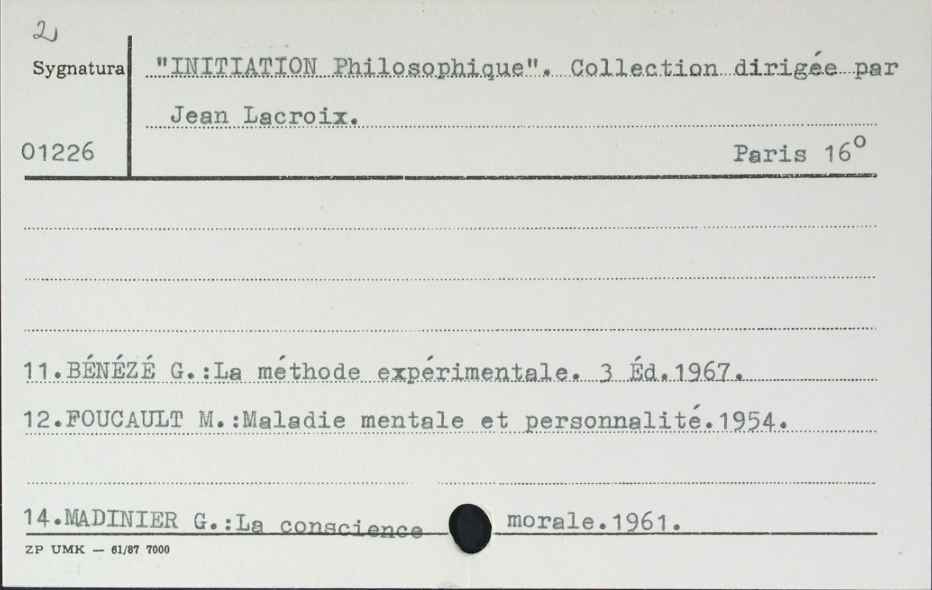 2
Sygnatura "INITIATION Philosophique". Collection dirigée par
Jean Lacroix.
01226 Paris 16°
11.BÉNÉZÉ G.:La méthode expérimentale. 3 Éd.1967.
12.FOUCAULT M.:Maladie mentale et personnalité.1954.
14.MADINIER G.:La conscience morale.1961.
ZP UMK — 61/87 7000